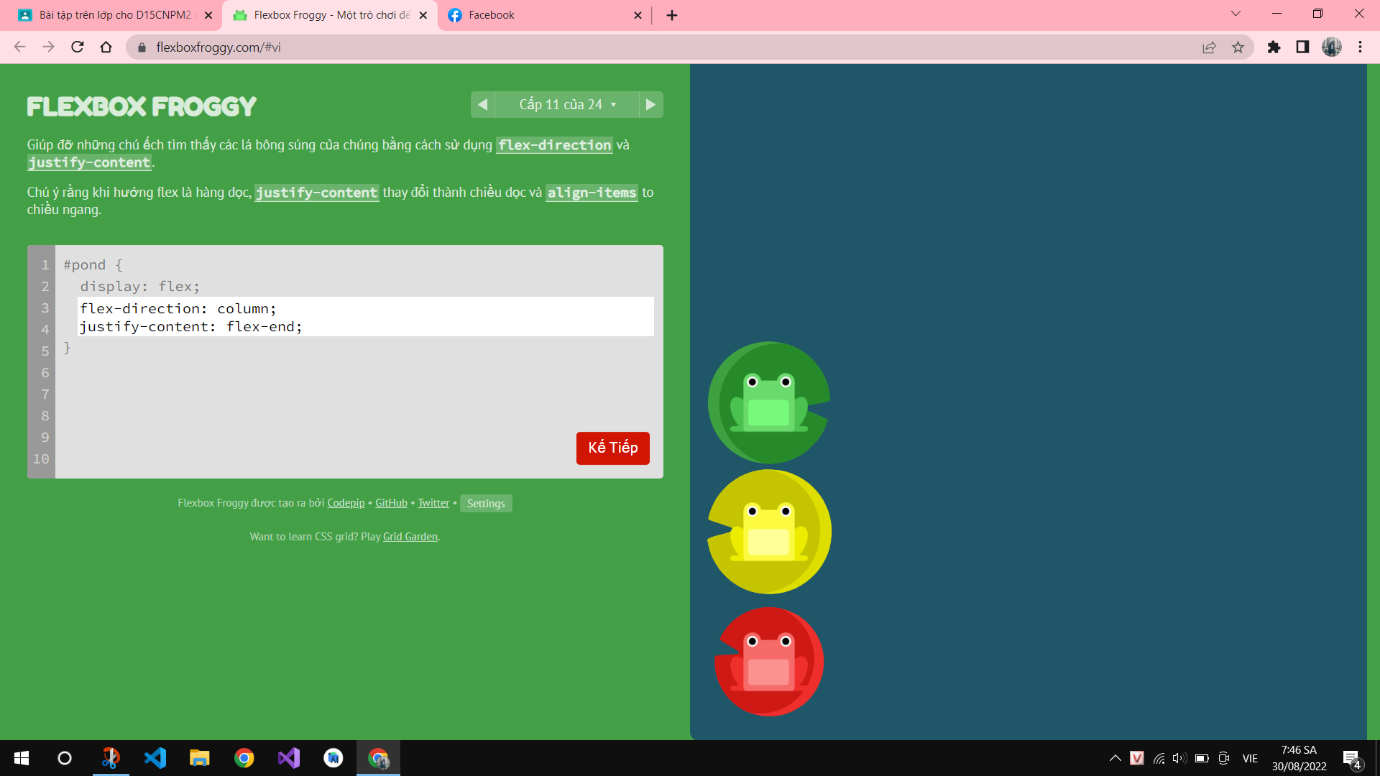 Bài tập trên lớp cho D15CNPM2
Flexbox Froggy - Một trò chơi để
Facebook
flexboxfroggy.com/#vi
FLEXBOX FROGGY
Cấp 11 của 24
Giúp đỡ những chú ếch tìm thấy các lá bông súng của chúng bằng cách sử dụng flex-direction và
justify-content.
Chú ý rằng khi hướng flex là hàng dọc, justify-content thay đổi thành chiều dọc và align-items to
chiều ngang.
1 #pond {
2 display: flex;
3 flex-direction: column;
4 justify-content: flex-end;
5 }
6
7
8
9
10
Kế Tiếp
Flexbox Froggy được tạo ra bởi Codepip • GitHub • Twitter • Settings
Want to learn CSS grid? Play Grid Garden.
VIE
7:46 SA
30/08/2022
4